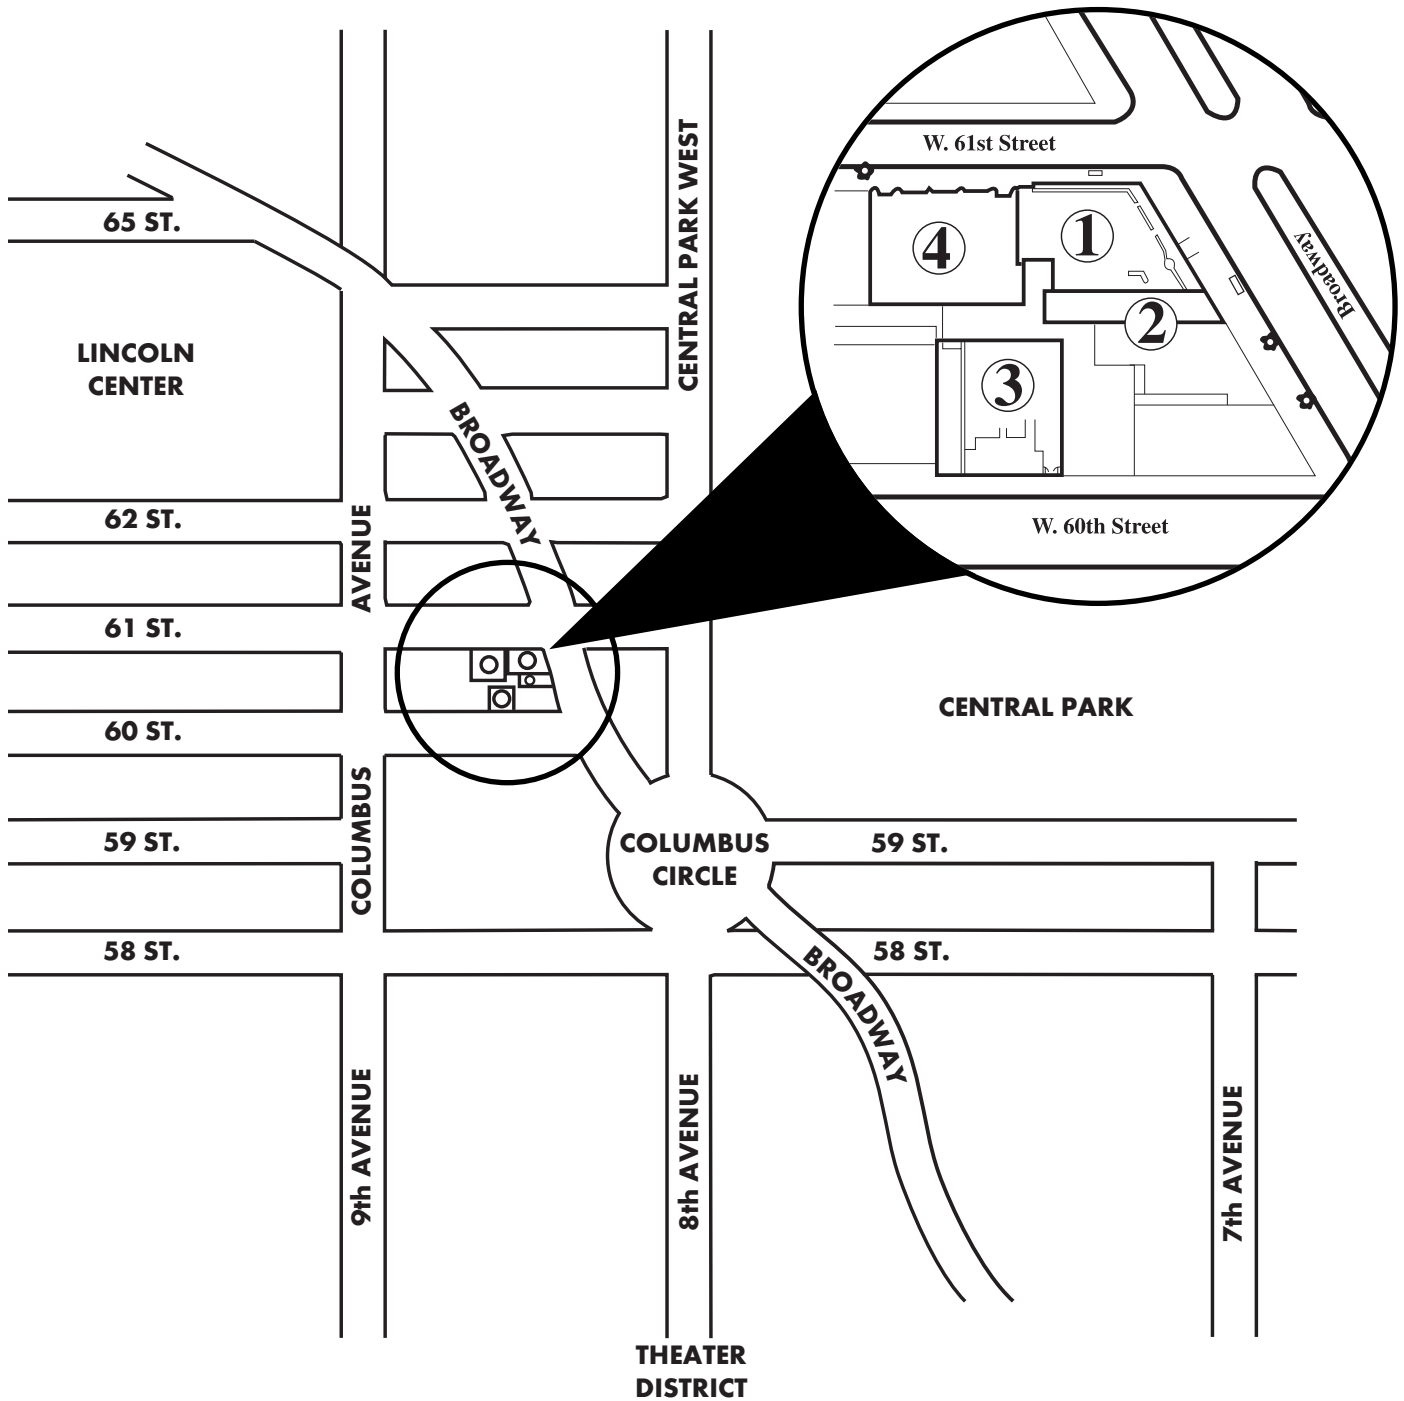 CENTRAL PARK WEST
W. 61st Street
65 ST.
1
4
Broadway
2
LINCOLN
CENTER
3
BROADWAY
62 ST.
W. 60th Street
AVENUE
61 ST.
CENTRAL PARK
60 ST.
COLUMBUS
59 ST.
COLUMBUS
CIRCLE
59 ST.
58 ST.
58 ST.
BROADWAY
9th AVENUE
8th AVENUE
7th AVENUE
THEATER
DISTRICT